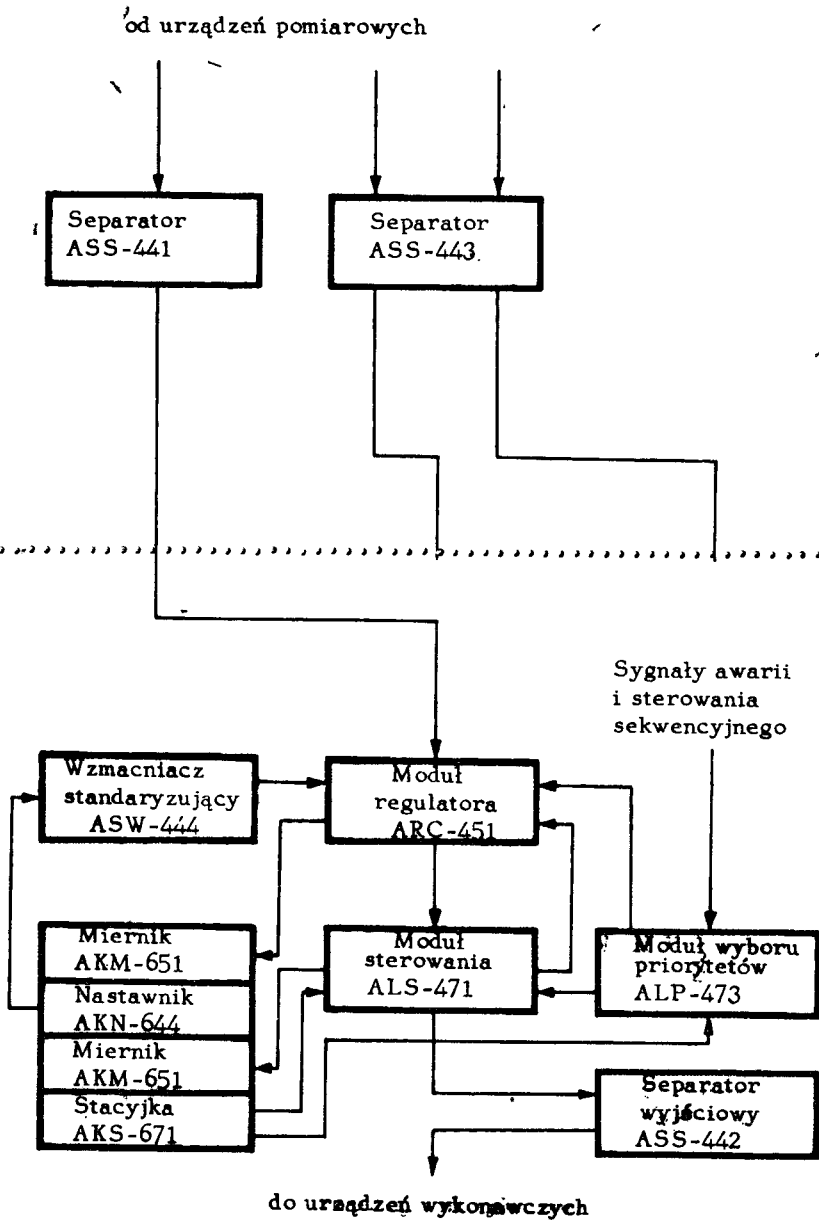 od urządzeń pomiarowych
Separator
ASS-441
Separator
ASS-443
Sygnały awarii
i sterowania
sekwencyjnego
Wzmacniacz
standaryzujący
ASW-444
Moduł
regulatora
ARC-451
Miernik
AKM-651
Nastawnik
AKN-644
Miernik
AKM-651
Stacyjka
AKS-671
Moduł
sterowania
ALS-471
Moduł wyboru
priorytetów
ALP-473
Separator
wyjściowy
ASS-442
do urządzeń wykonawczych